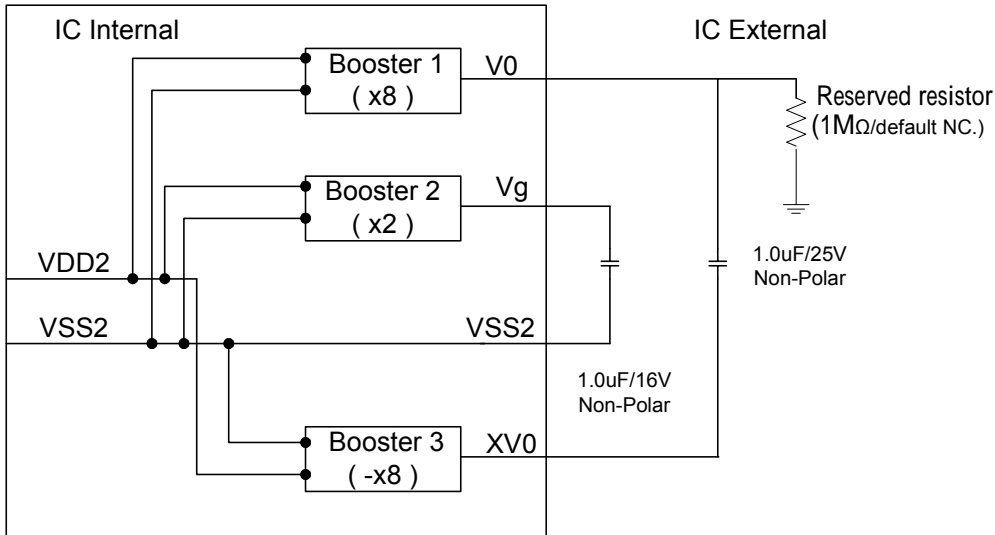 IC Internal
IC External
Booster 1
( x8 )
V0
Reserved resistor
(1MΩ/default NC.)
Booster 2
( x2 )
Vg
VDD2
1.0uF/25V
Non-Polar
VSS2
VSS2
1.0uF/16V
Non-Polar
Booster 3
( -x8 )
XV0